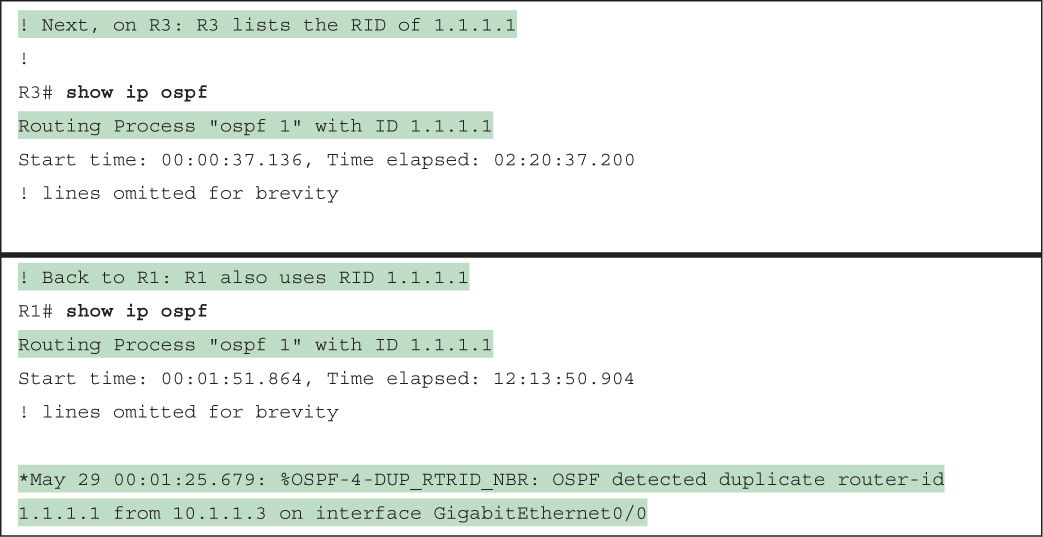 ! Next, on R3: R3 lists the RID of 1.1.1.1
!
R3# show ip ospf
Routing Process "ospf 1" with ID 1.1.1.1
Start time: 00:00:37.136, Time elapsed: 02:20:37.200
! lines omitted for brevity
! Back to R1: R1 also uses RID 1.1.1.1
R1# show ip ospf
Routing Process "ospf 1" with ID 1.1.1.1
Start time: 00:01:51.864, Time elapsed: 12:13:50.904
! lines omitted for brevity
*May 29 00:01:25.679: %OSPF-4-DUP_RTRID_NBR: OSPF detected duplicate router-id
1.1.1.1 from 10.1.1.3 on interface GigabitEthernet0/0